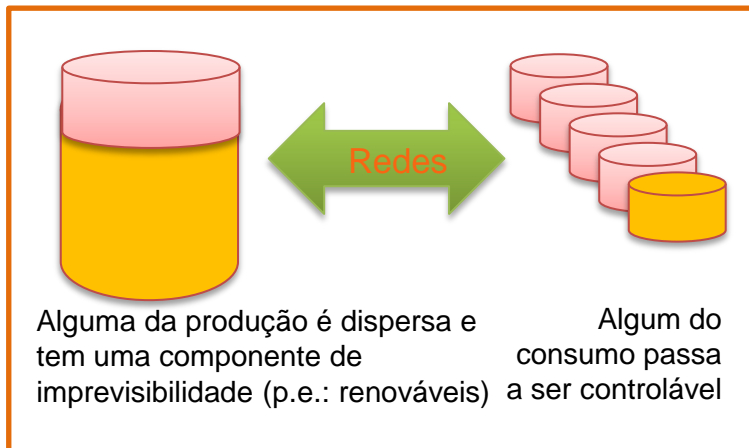 Redes
Alguma da produção é dispersa e
tem uma componente de
imprevisibilidade (p.e.: renováveis)
Algum do
consumo passa
a ser controlável